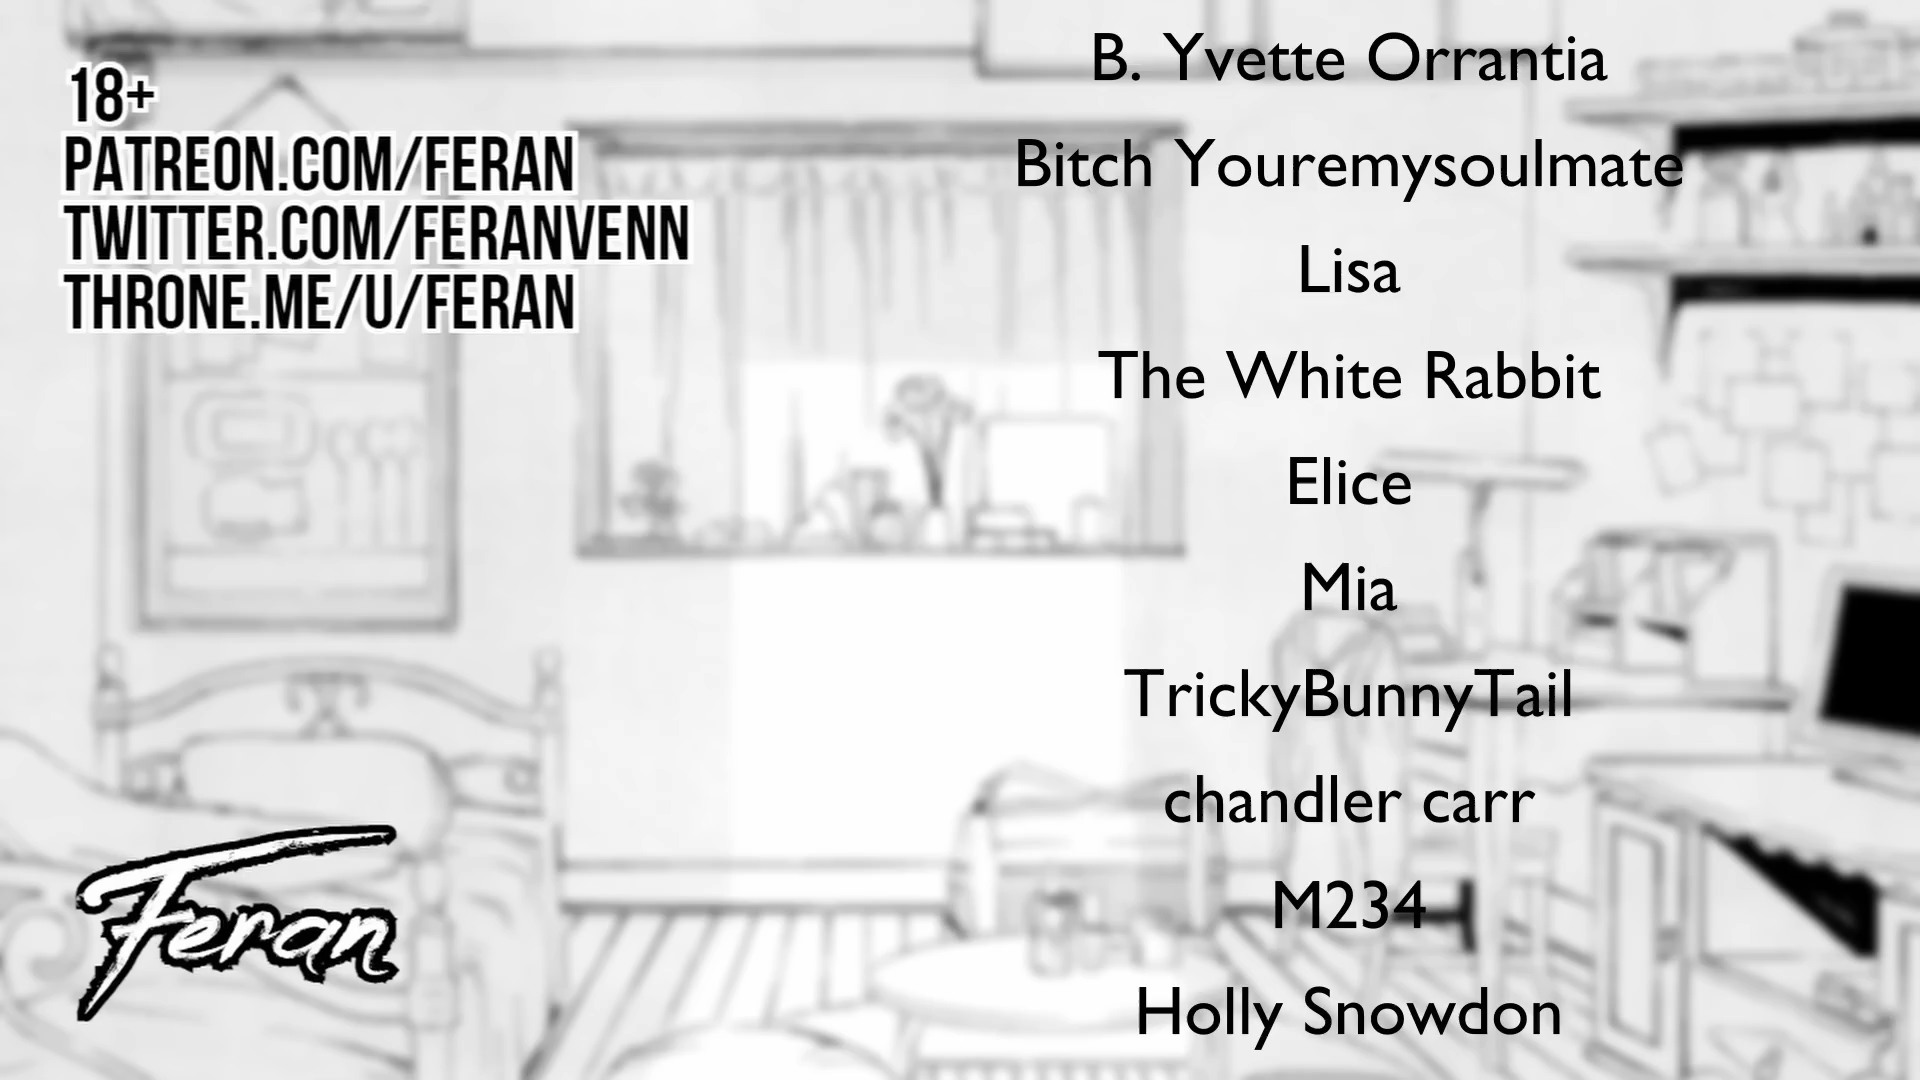 18+
PATREON.COM/FERAN
TWITTER.COM/FERANVENN
THRONE.ME/U/FERAN
Feran
B. Yvette Orrantia
Bitch Youremysoulmate
Lisa
The White Rabbit
Elice
Mia
TrickyBunnyTail
chandler carr
M234
Holly Snowdon